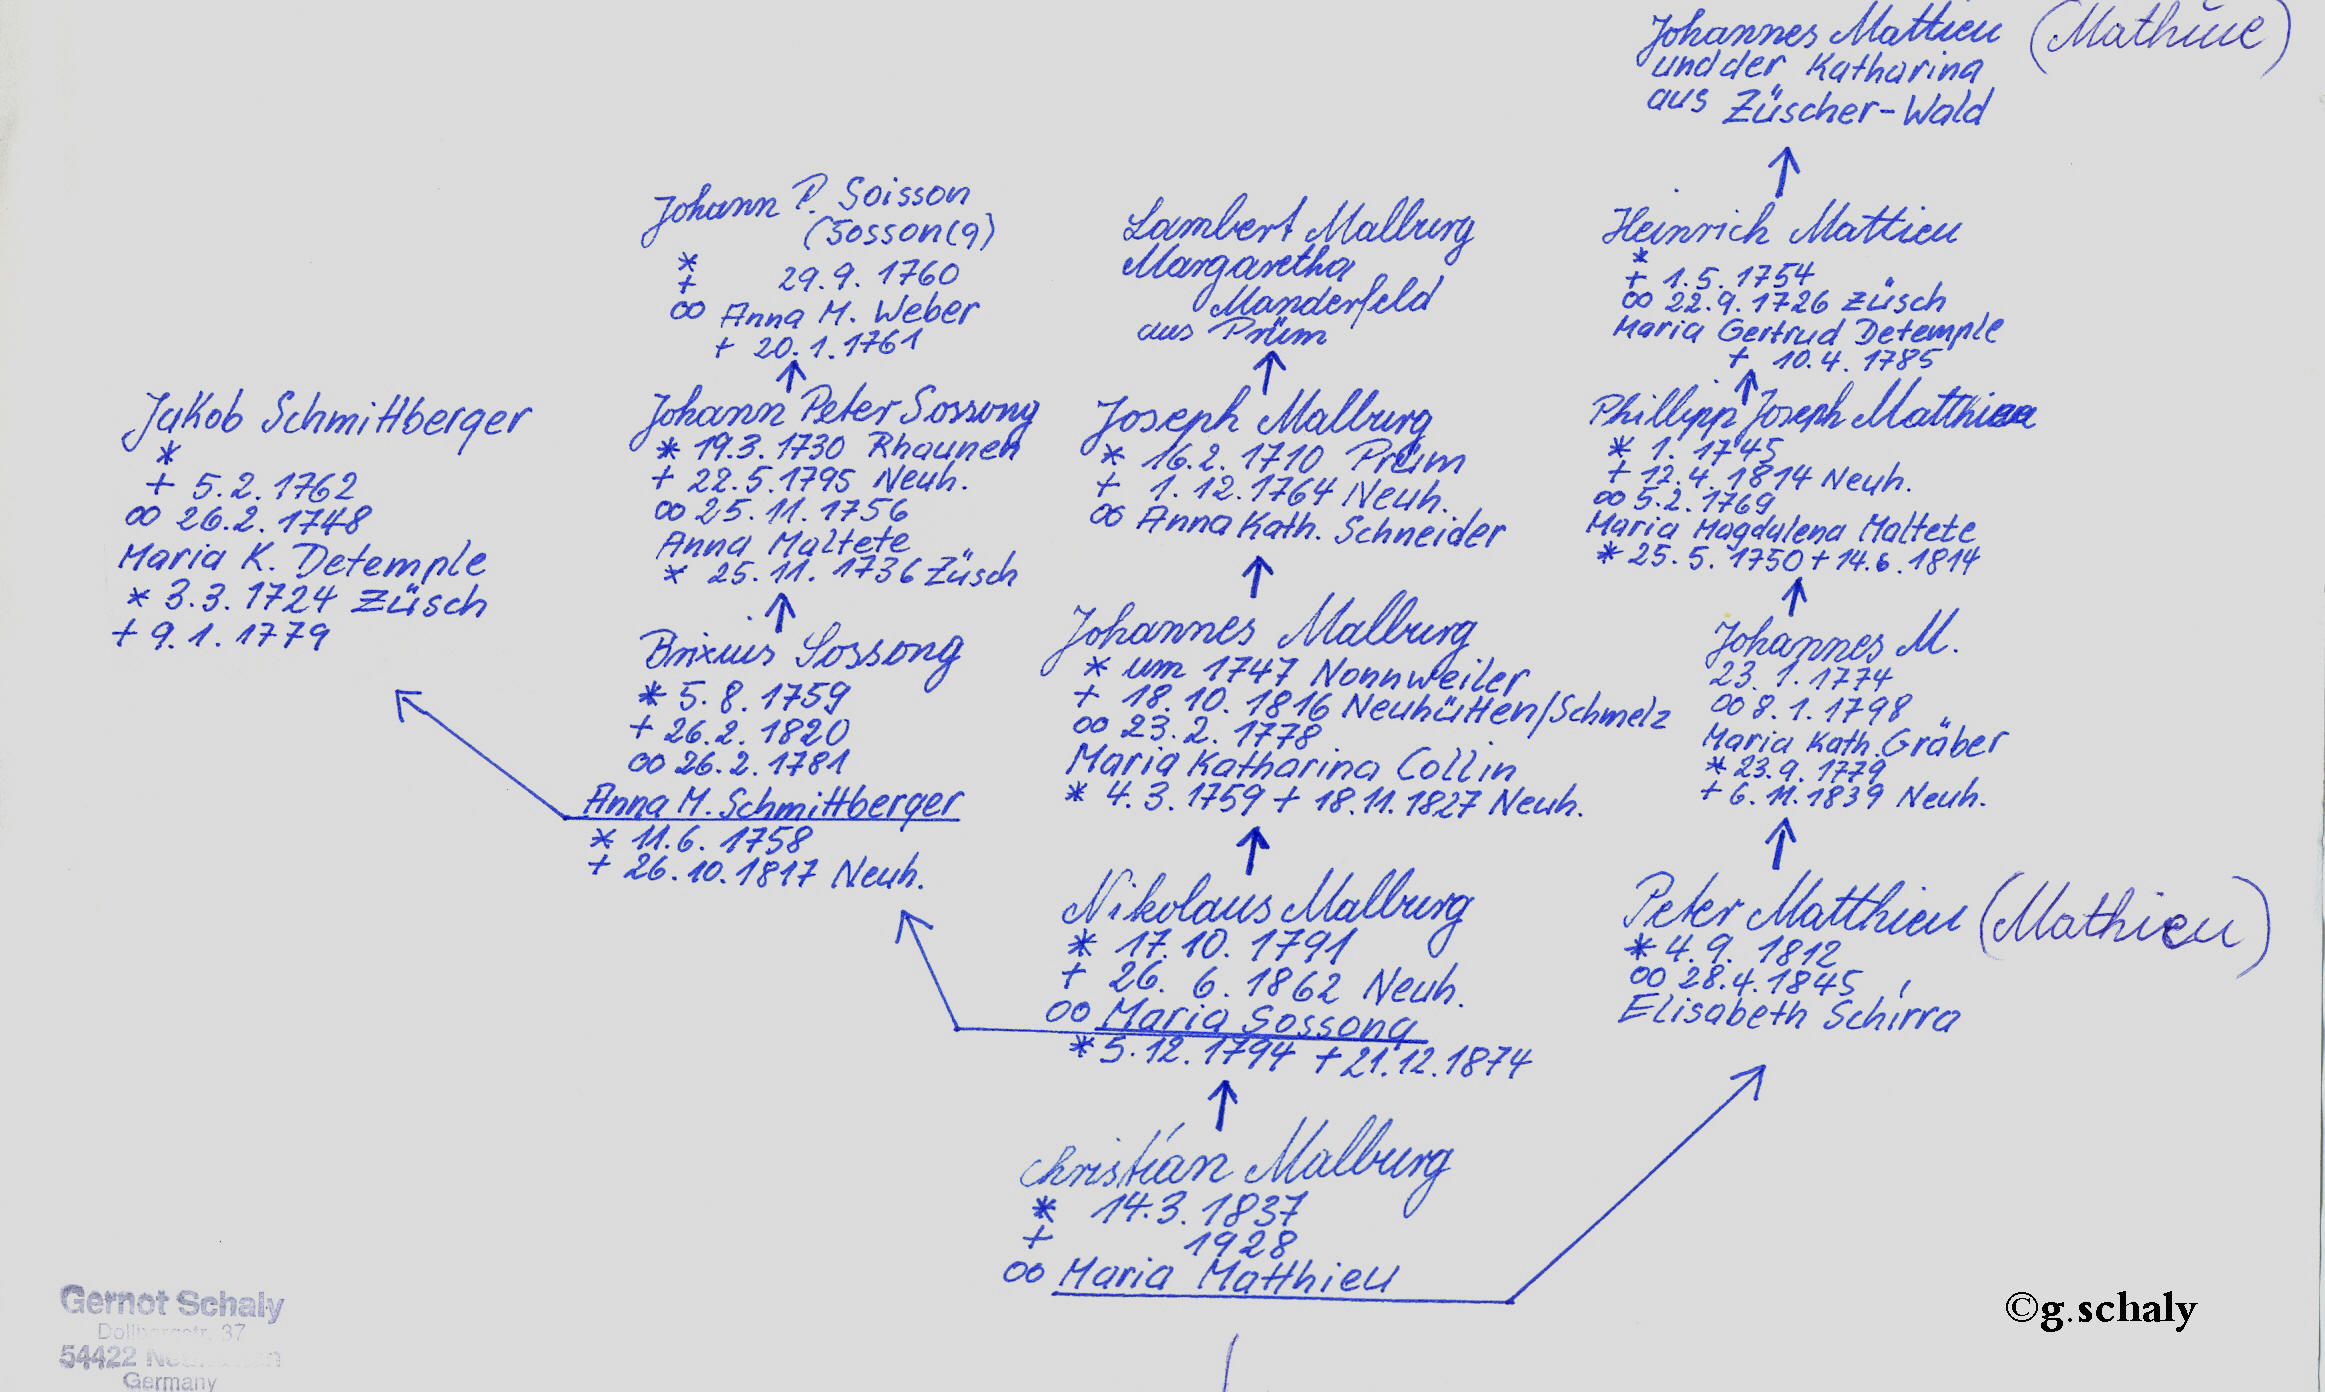 Johannes Mattieu (Mathiue)
und der Katharina
aus Züscher-Wald
Johann P. Soisson
(Sosson(g)
*
+ 29.9.1760
oo Anna M. Weber
+ 20.1.1761
Lambert Malburg
Margaretha
Manderfeld
aus Prüm
Heinrich Mattieu
*
+ 1.5.1754
oo 22.9.1726 Züsch
Maria Gertrud Detemple
+ 10.4.1785
Jakob Schmittberger
*
+ 5.2.1762
oo 26.2.1748
Maria K. Detemple
* 3.3.1724 Züsch
+ 9.1.1779
Johann Peter Sossong
* 19.3.1730 Rhaunen
+ 22.5.1795 Neuh.
oo 25.11.1756
Anna Maltete
* 25.11.1736 Züsch
Joseph Malburg
* 16.2.1710 Prüm
+ 1.12.1764 Neuh.
oo Anna Kath. Schneider
Phillipp Joseph
* 1.1745
+ 12.4.1814 Neuh.
oo 5.2.1769
Maria Magdalena Maltete
* 25.5.1750 + 14.6.1814
Brixius Sossong
* 5.8.1759
+ 26.2.1820
oo 26.2.1781
Anna M. Schmittberger
* 11.6.1758
+ 26.10.1817 Neuh.
Johannes Malburg
* um 1747 Nonnweiler
+ 18.10.1816 Neuhütten/Schmelz
oo 23.2.1778
Maria Katharina Collin
* 4.3.1759 + 18.11.1827 Neuh.
Johannes M.
23.1.1774
oo 8.1.1798
Maria Kath. Gräber
* 23.9.1779
+ 6.11.1839 Neuh.
Nikolaus Malburg
* 17.10.1791
+ 26.6.1862 Neuh.
oo Maria Sossong
* 5.12.1794 + 21.12.1874
Peter Matthieu (Mathieu)
* 4.9.1812
oo 28.4.1845
Elisabeth Schirra
Christian Malburg
* 14.3.1837
+ 1928
oo Maria Matthieu
Gernot Schaly
37
54422
Germany
©g.schaly